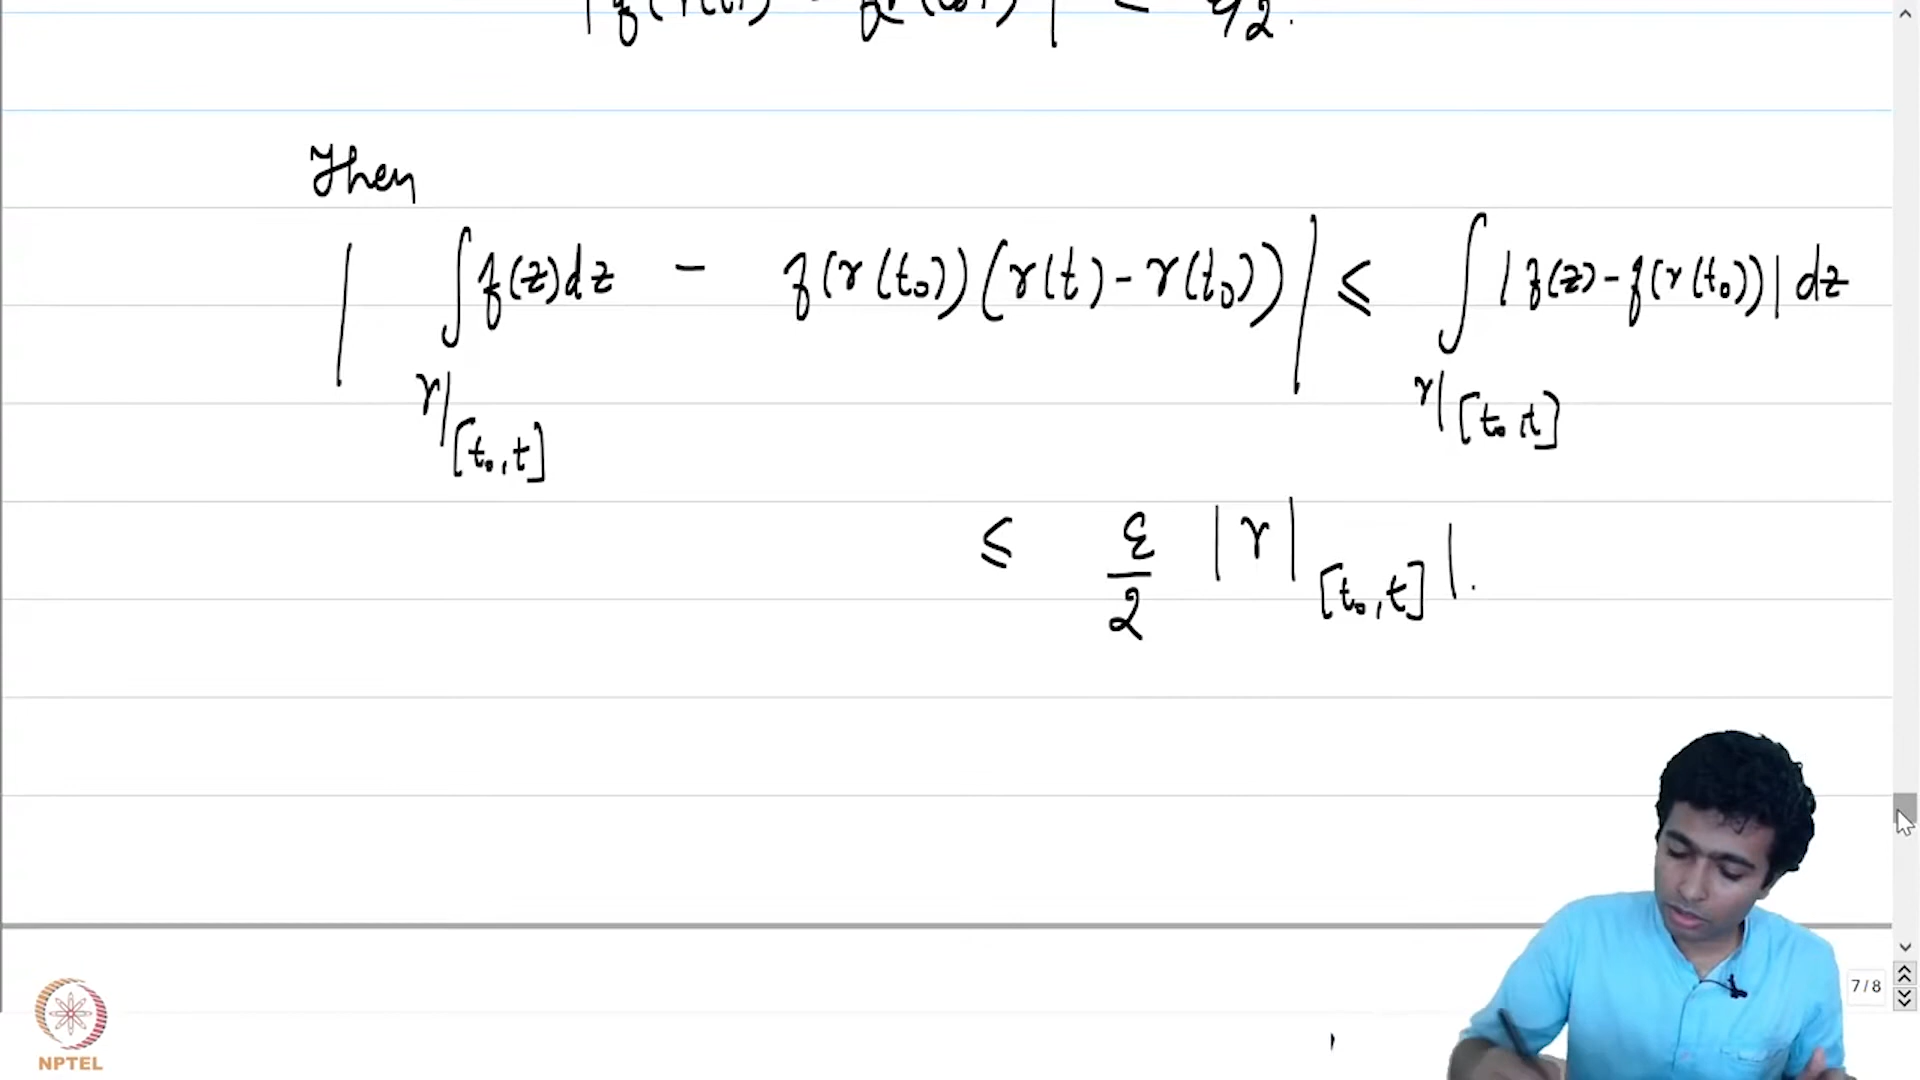 Then
| ∫ f(z)dz - f(γ(t₀))(γ(t)-γ(t₀)) | ≤ ∫ |f(z)-f(γ(t₀))| dz
γ|[t₀,t] γ|[t₀,t]
≤ ε/2 |γ|[t₀,t]|.
7/8
NPTEL